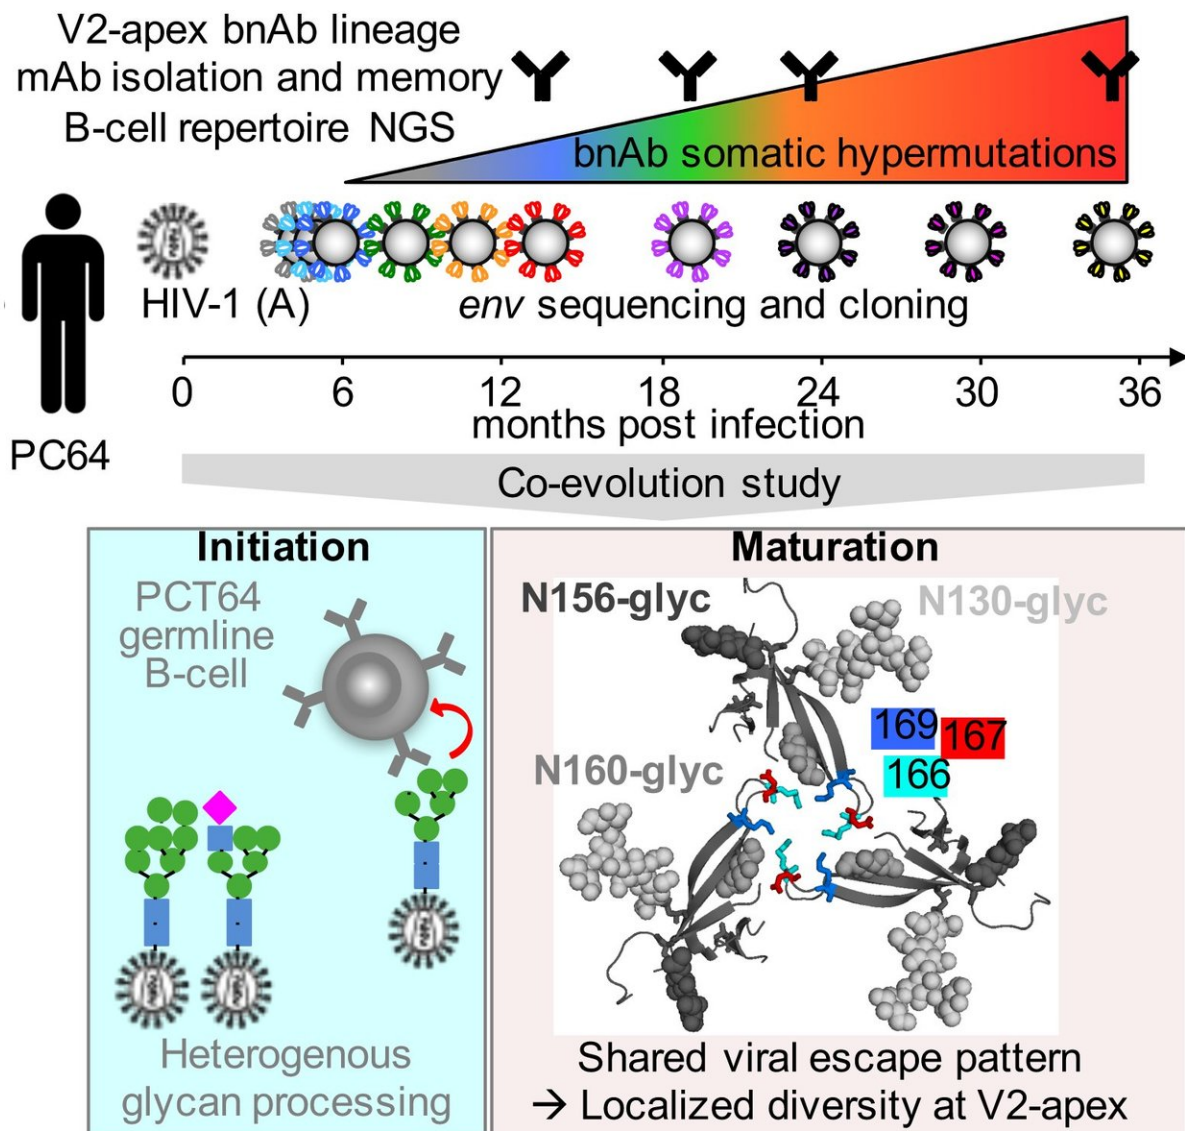 V2-apex bnAb lineage
mAb isolation and memory
B-cell repertoire NGS
bnAb somatic hypermutations
HIV-1 (A)
env sequencing and cloning
0 6 12 18 24 30 36
months post infection
PC64
Co-evolution study
Initiation
PCT64
germline
B-cell
Heterogenous
glycan processing
Maturation
N156-glyc
N130-glyc
169
167
166
N160-glyc
Shared viral escape pattern
→ Localized diversity at V2-apex